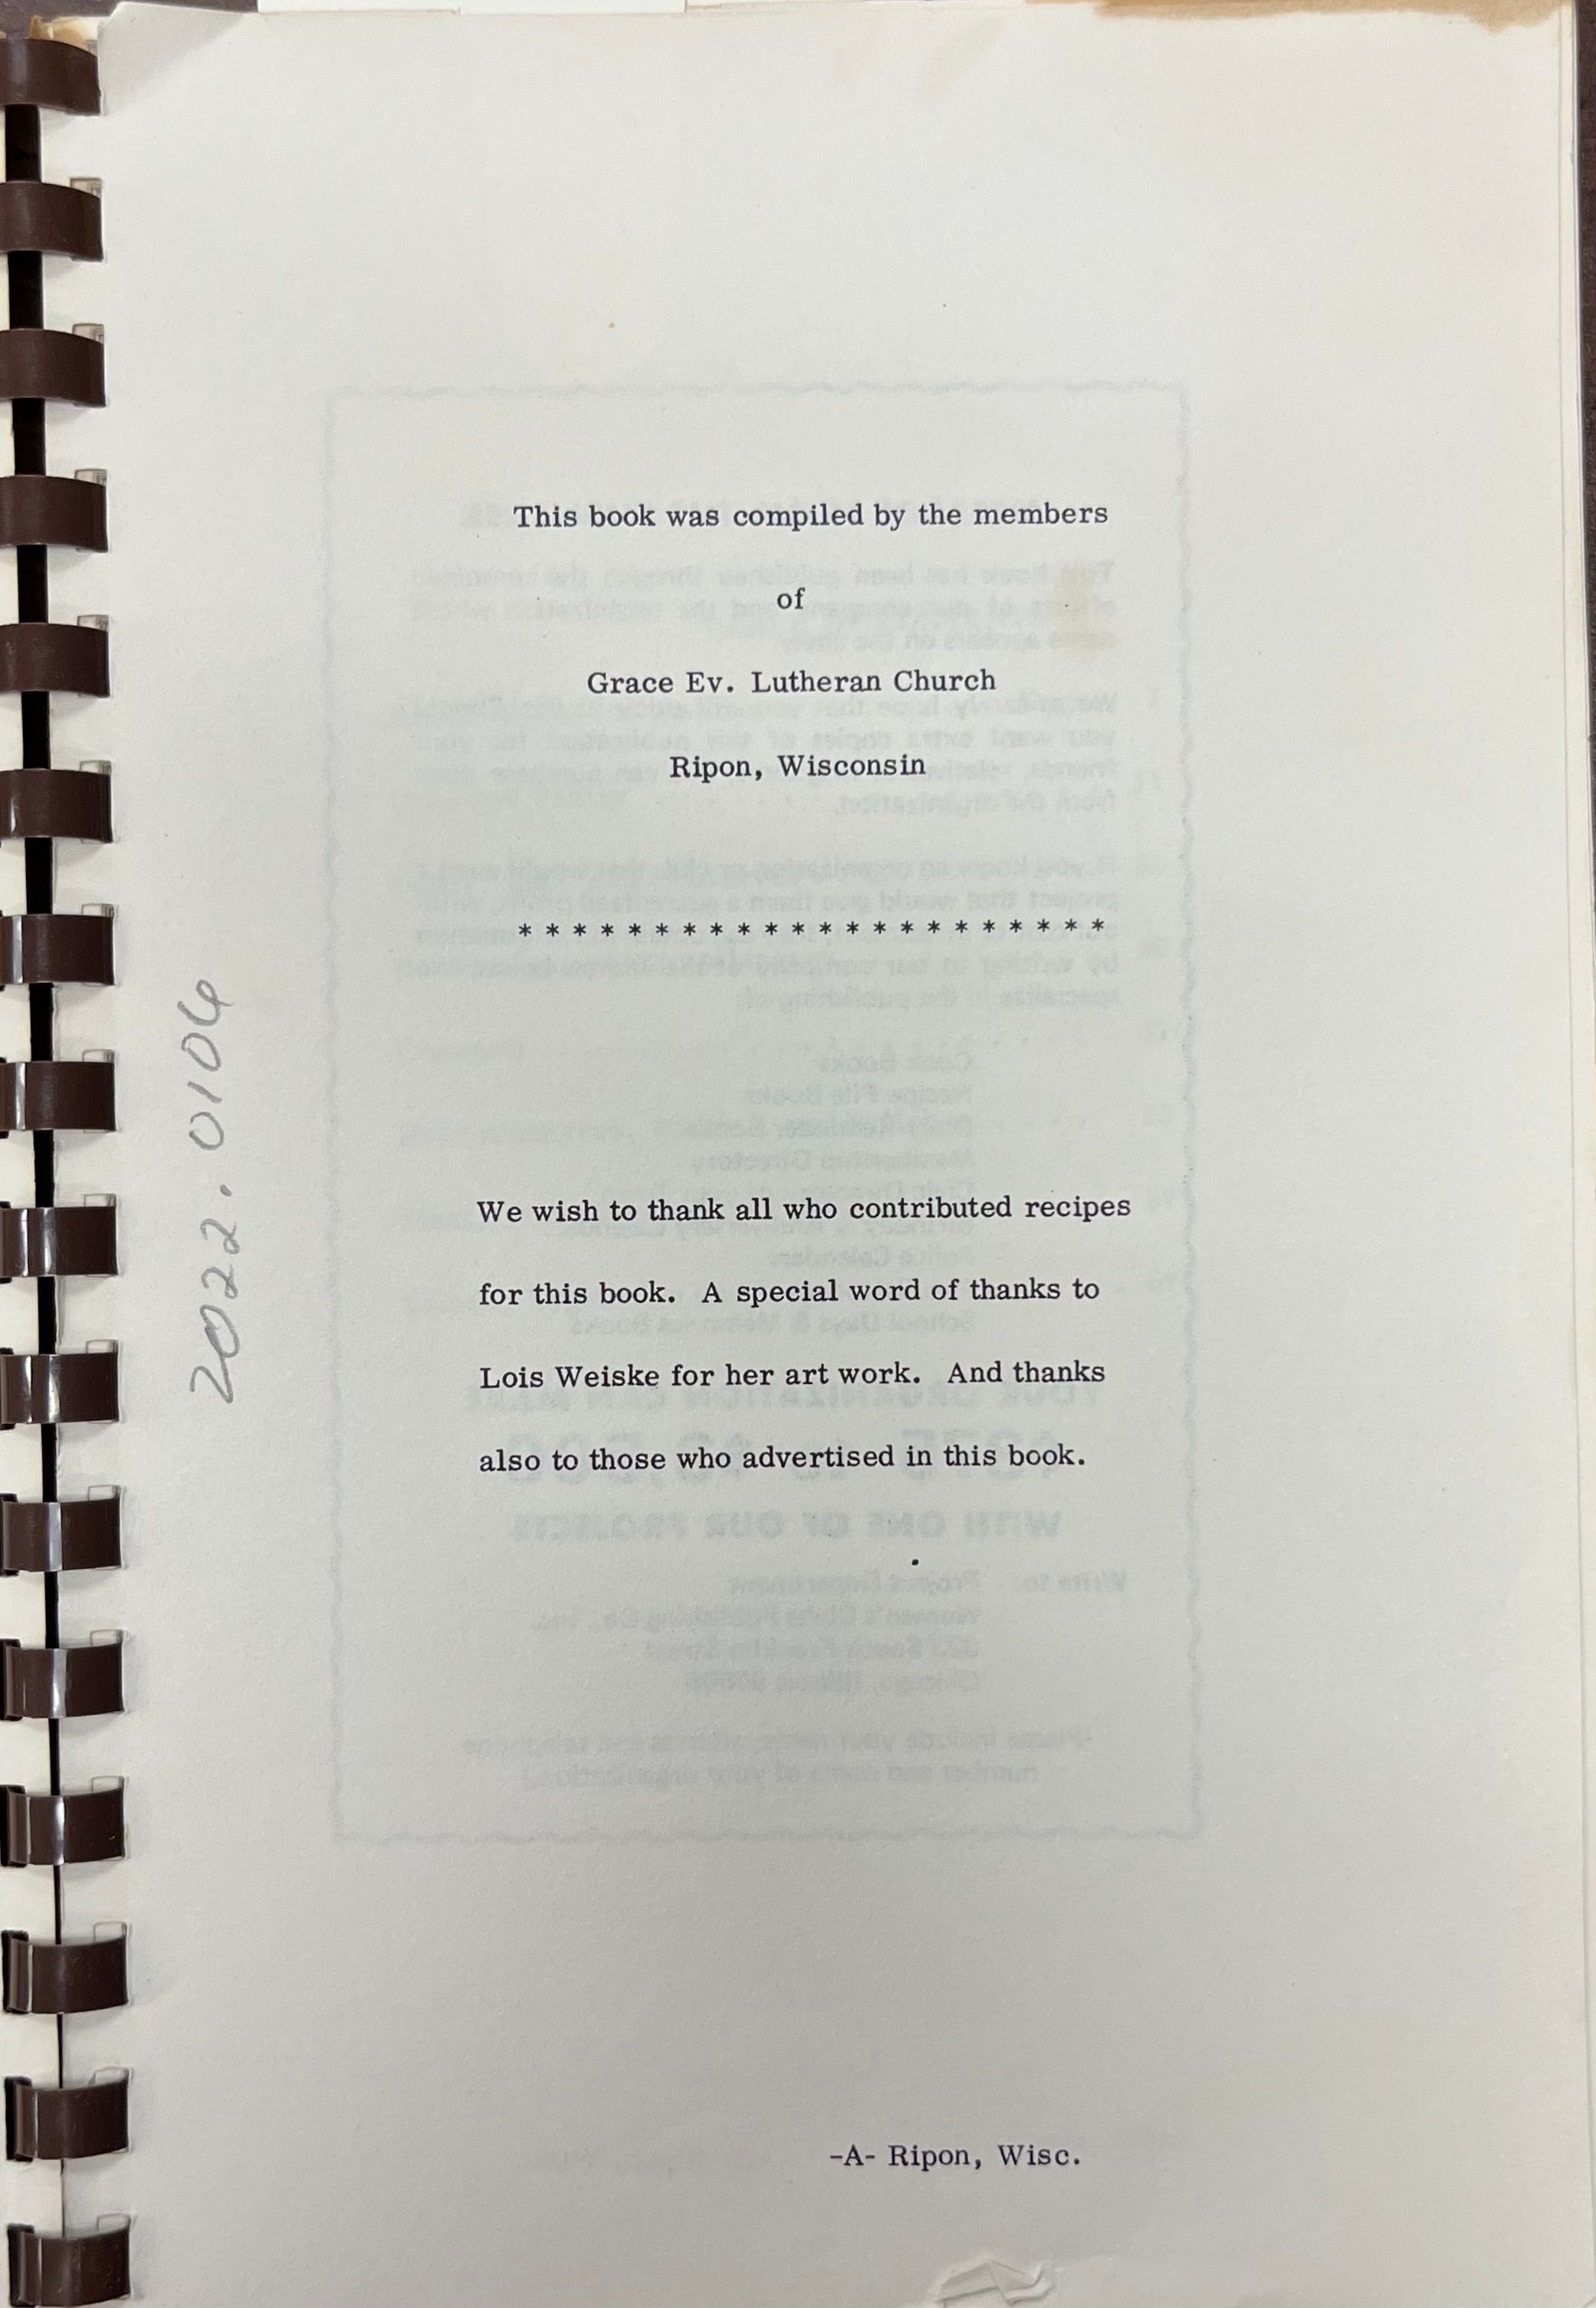 This book was compiled by the members
of
Grace Ev. Lutheran Church
Ripon, Wisconsin
* * * * * * * * * * * * * * * * * * * * * *
2022.0104
We wish to thank all who contributed recipes
for this book. A special word of thanks to
Lois Weiske for her art work. And thanks
also to those who advertised in this book.
-A- Ripon, Wisc.